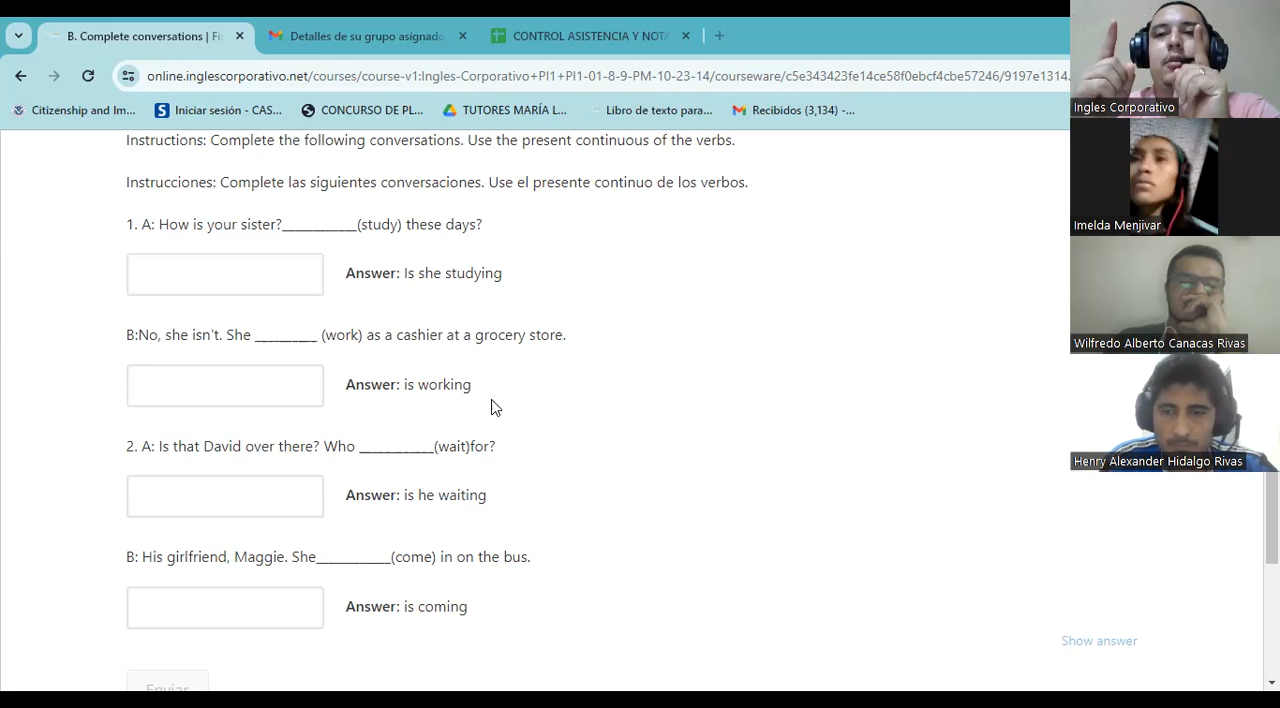 B. Complete conversations | Fi
Detalles de su grupo asignado
CONTROL ASISTENCIA Y NOTA
online.inglescorporativo.net/courses/course-v1:Ingles-Corporativo+PI1+PI1-01-8-9-PM-10-23-14/courseware/c5e343423fe14ce58f0ebcf4cbe57246/9197e1314
Citizenship and Im...
Iniciar sesión - CAS...
CONCURSO DE PL...
TUTORES MARÍA L...
Libro de texto para...
Recibidos (3,134) -...
Instructions: Complete the following conversations. Use the present continuous of the verbs.
Instrucciones: Complete las siguientes conversaciones. Use el presente continuo de los verbos.
1. A: How is your sister?____________(study) these days?
Answer: Is she studying
B:No, she isn't. She __________ (work) as a cashier at a grocery store.
Answer: is working
2. A: Is that David over there? Who ____________(wait)for?
Answer: is he waiting
B: His girlfriend, Maggie. She____________(come) in on the bus.
Answer: is coming
Show answer
Enviar
Ingles Corporativo
Imelda Menjivar
Wilfredo Alberto Canacas Rivas
Henry Alexander Hidalgo Rivas